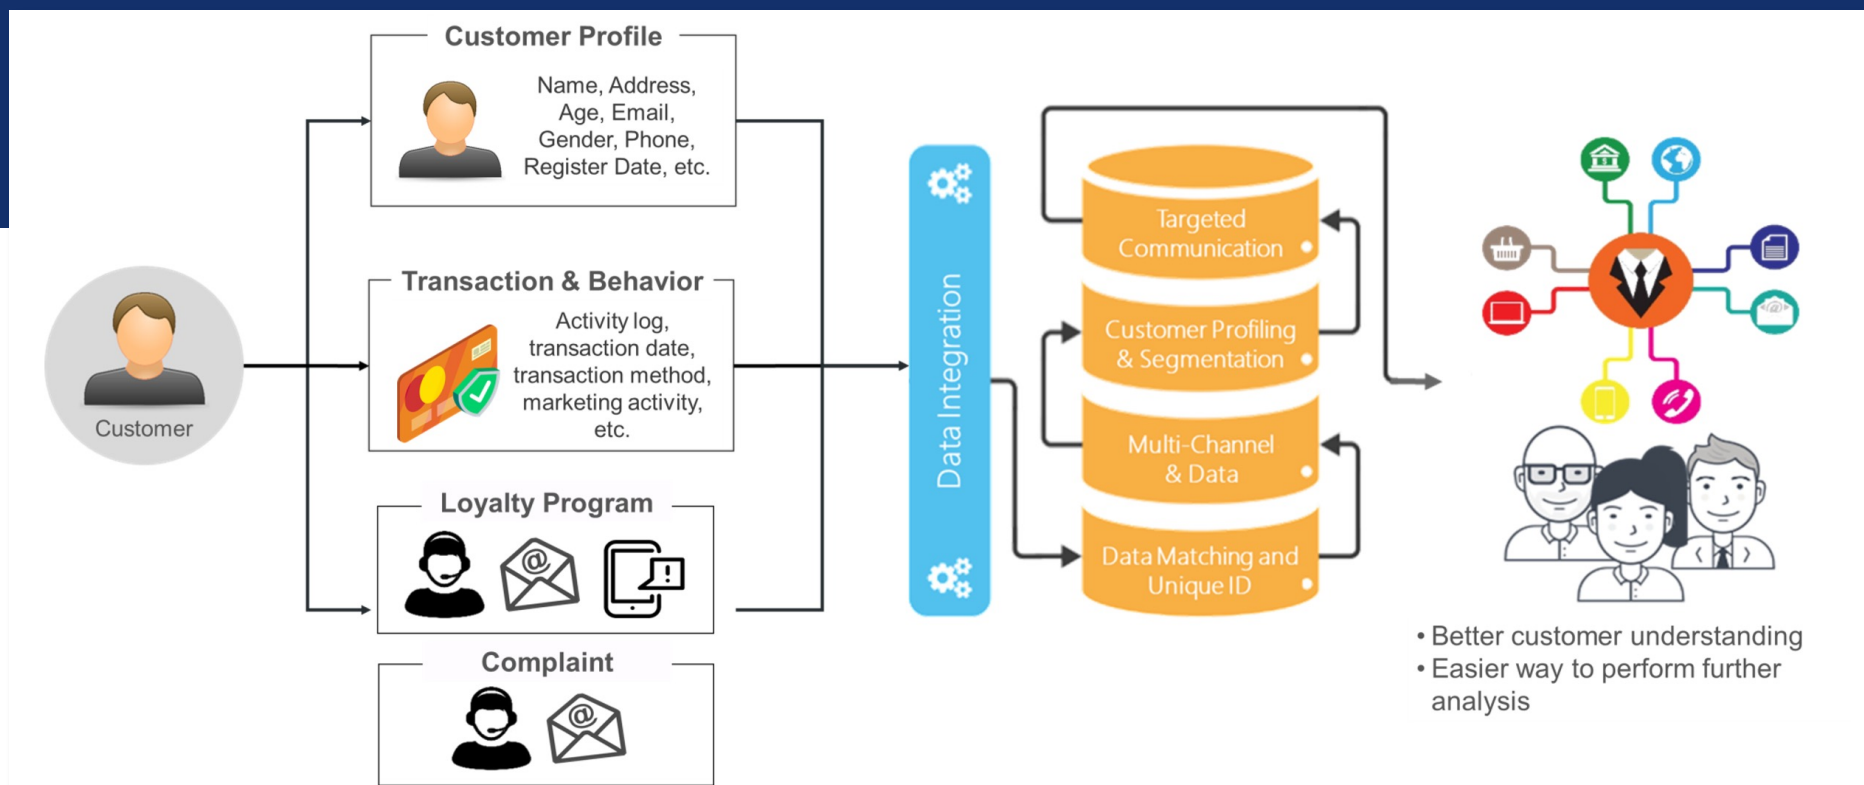 Customer Profile
Name, Address,
Age, Email,
Gender, Phone,
Register Date, etc.
Customer
Transaction & Behavior
Activity log,
transaction date,
transaction method,
marketing activity,
etc.
Loyalty Program
@
!
Complaint
@
Data Integration
Targeted
Communication
Customer Profiling
& Segmentation
Multi-Channel
& Data
Data Matching and
Unique ID
$
@
• Better customer understanding
• Easier way to perform further
analysis